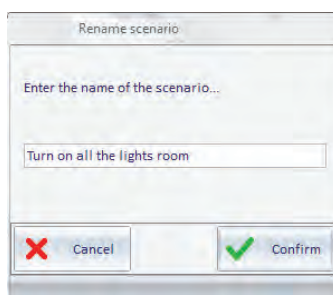 Rename scenario
Enter the name of the scenario...
Turn on all the lights room
Cancel
Confirm